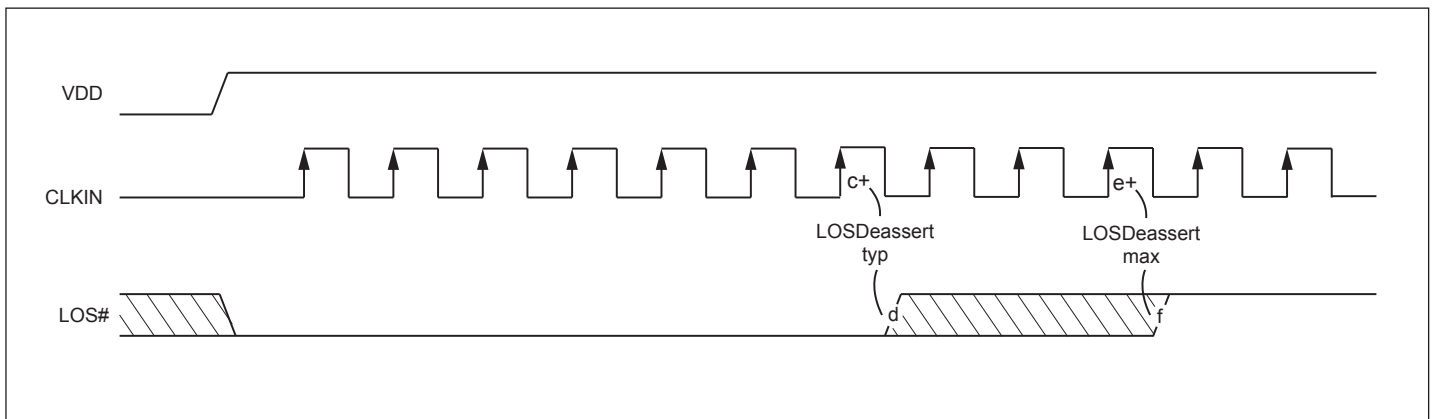 VDD
CLKIN
c+
e+
LOSDeassert
typ
LOSDeassert
max
LOS#
d
f